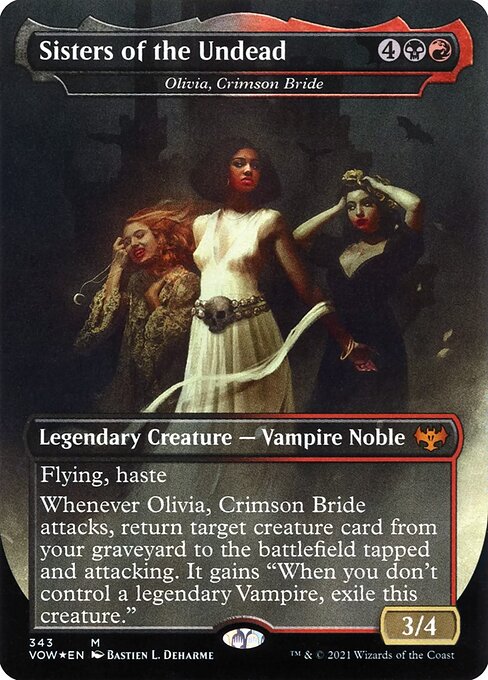 Sisters of the Undead 4
Olivia, Crimson Bride
Legendary Creature — Vampire Noble
Flying, haste
Whenever Olivia, Crimson Bride
attacks, return target creature card from
your graveyard to the battlefield tapped
and attacking. It gains “When you don’t
control a legendary Vampire, exile this
creature.”
3/4
343 M
VOW★EN Bastien L. Deharme
™ & © 2021 Wizards of the Coast